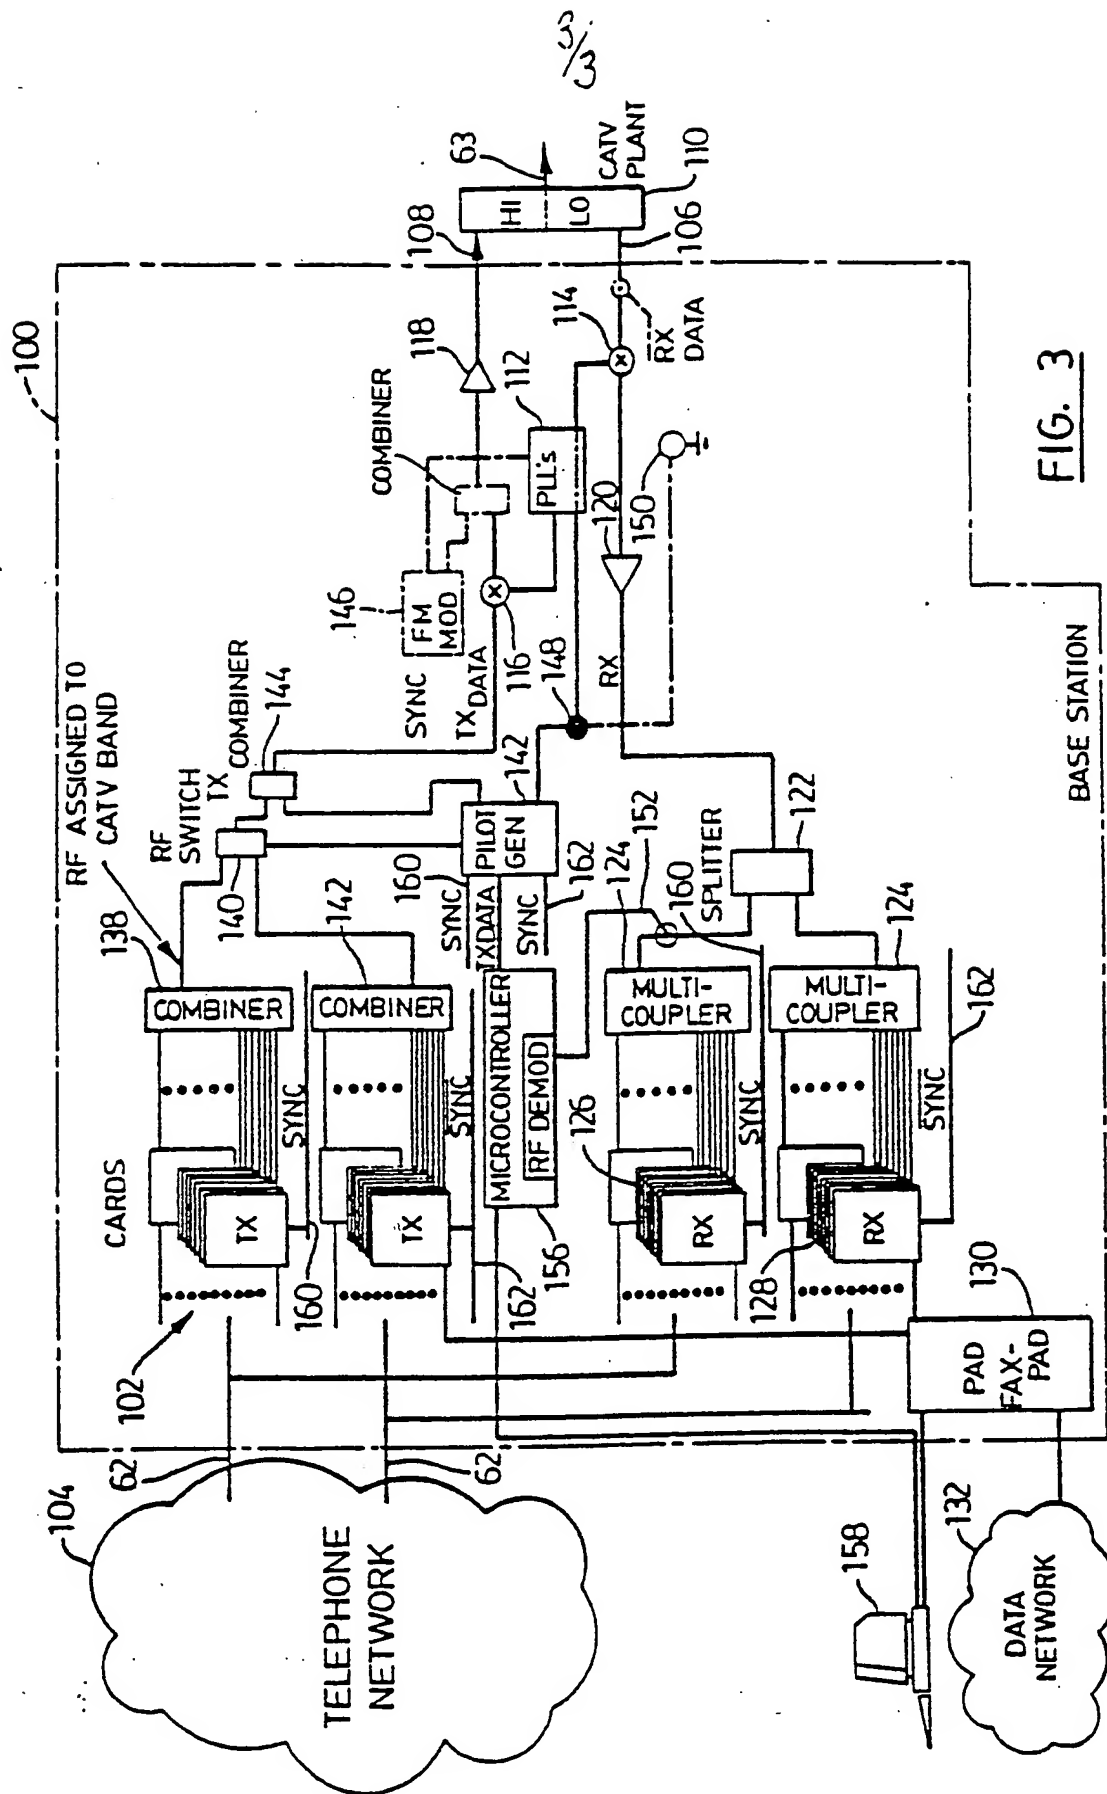 3/3
100
RF ASSIGNED TO
CATV BAND
138
COMBINER
CARDS
TX
SYNC
160
102
RF
SWITCH
TX
140
COMBINER
144
142
COMBINER
TX
SYNC
162
SYNC
160
TXDATA
SYNC
162
PILOT
GEN
142
MICROCONTROLLER
RF DEMOD
156
SYNC
TX DATA
146
FM
MOD
116
COMBINER
118
112
PLL's
108
63
HI
LO
CATV
PLANT
110
106
114
RX
DATA
120
150
148
RX
152
124
MULTI-
COUPLER
126
RX
SYNC
160
SPLITTER
122
124
MULTI-
COUPLER
128
RX
SYNC
162
130
PAD
FAX-
PAD
62
62
104
TELEPHONE
NETWORK
158
132
DATA
NETWORK
BASE STATION
FIG. 3